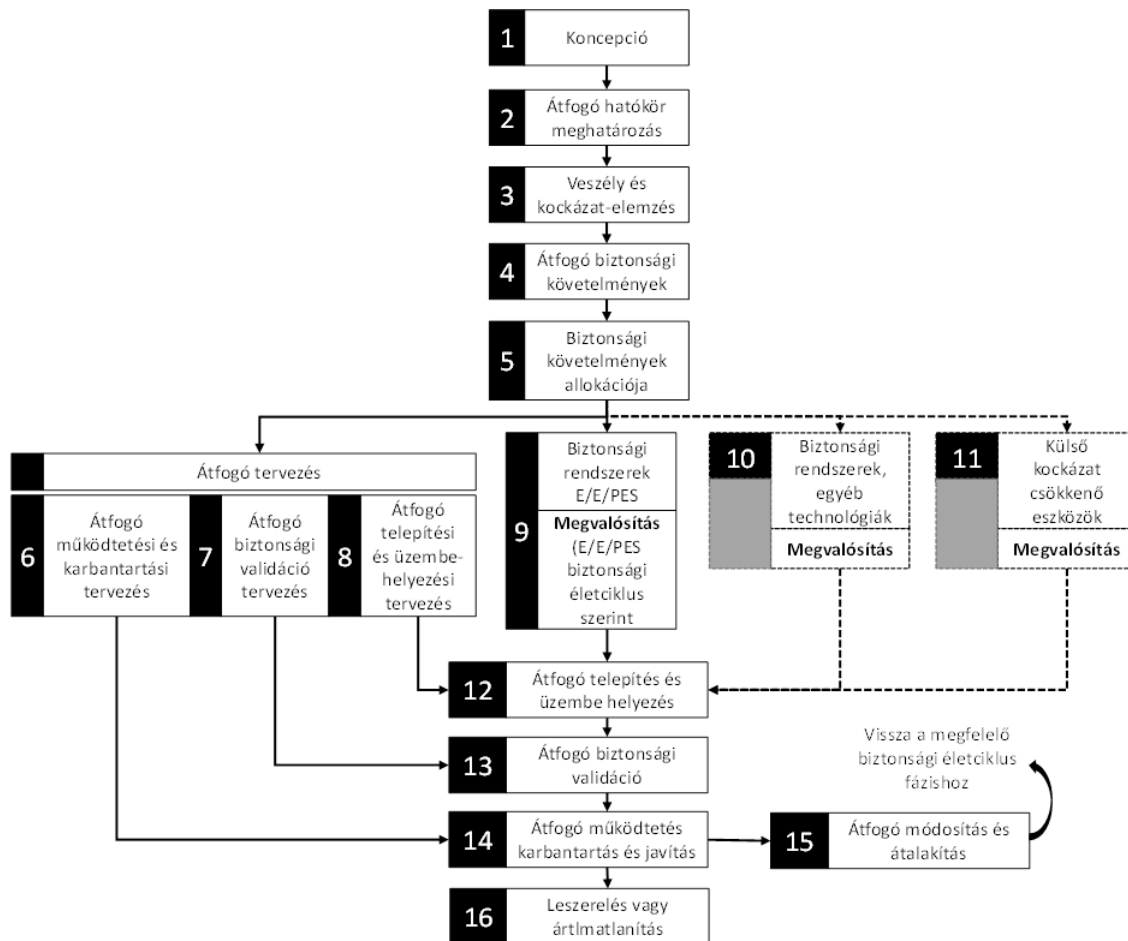 1
Koncepció
2
Átfogó hatókör
meghatározás
3
Veszély és
kockázat-elemzés
4
Átfogó biztonsági
követelmények
5
Biztonsági
követelmények
allokációja
Átfogó tervezés
6
Átfogó
működtetési és
karbantartási
tervezés
7
Átfogó
biztonsági
validáció
tervezés
8
Átfogó
telepítési
és üzembe-
helyezési
tervezés
9
Biztonsági
rendszerek
E/E/PES
Megvalósítás
(E/E/PES
biztonsági
életciklus
szerint
10
Biztonsági
rendszerek,
egyéb
technológiák
Megvalósítás
11
Külső
kockázat
csökkenő
eszközök
Megvalósítás
12
Átfogó telepítés és
üzembe helyezés
13
Átfogó biztonsági
validáció
14
Átfogó működtetés
karbantartás és javítás
15
Átfogó módosítás és
átalakítás
Vissza a megfelelő
biztonsági életciklus
fázishoz
16
Leszerelés vagy
ártlmatlanítás